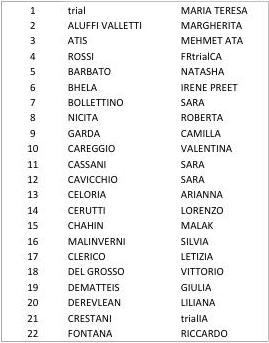 1 trial MARIA TERESA
2 ALUFFI VALLETTI MARGHERITA
3 ATIS MEHMET ATA
4 ROSSI FRtrialCA
5 BARBATO NATASHA
6 BHELA IRENE PREET
7 BOLLETTINO SARA
8 NICITA ROBERTA
9 GARDA CAMILLA
10 CAREGGIO VALENTINA
11 CASSANI SARA
12 CAVICCHIO SARA
13 CELORIA ARIANNA
14 CERUTTI LORENZO
15 CHAHIN MALAK
16 MALINVERNI SILVIA
17 CLERICO LETIZIA
18 DEL GROSSO VITTORIO
19 DEMATTEIS GIULIA
20 DEREVLEAN LILIANA
21 CRESTANI trialIA
22 FONTANA RICCARDO